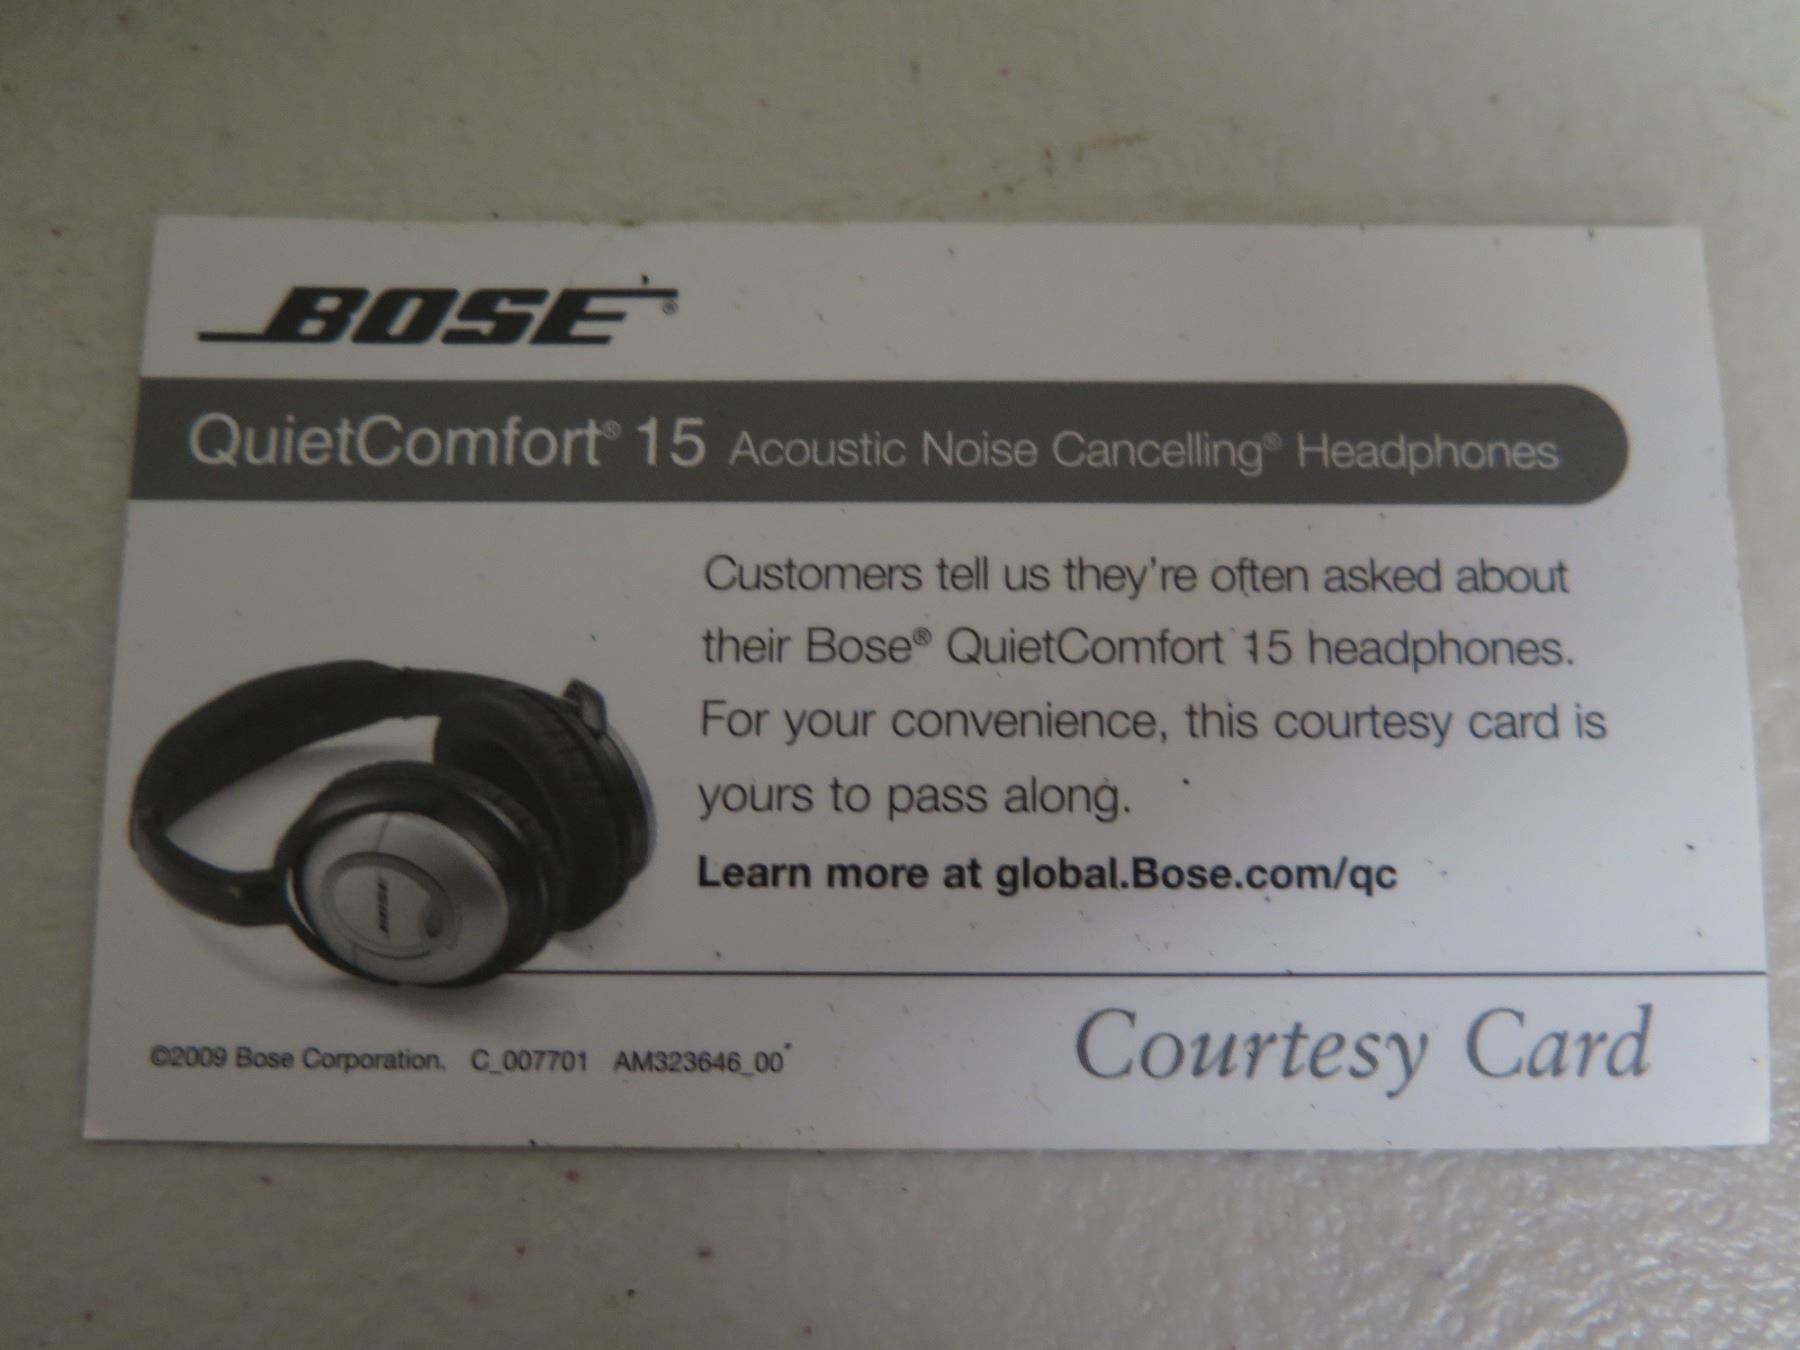 BOSE®
QuietComfort® 15 Acoustic Noise Cancelling® Headphones
Customers tell us they're often asked about
their Bose® QuietComfort 15 headphones.
For your convenience, this courtesy card is
yours to pass along.
Learn more at global.Bose.com/qc
BOSE
©2009 Bose Corporation. C_007701 AM323646_00
Courtesy Card